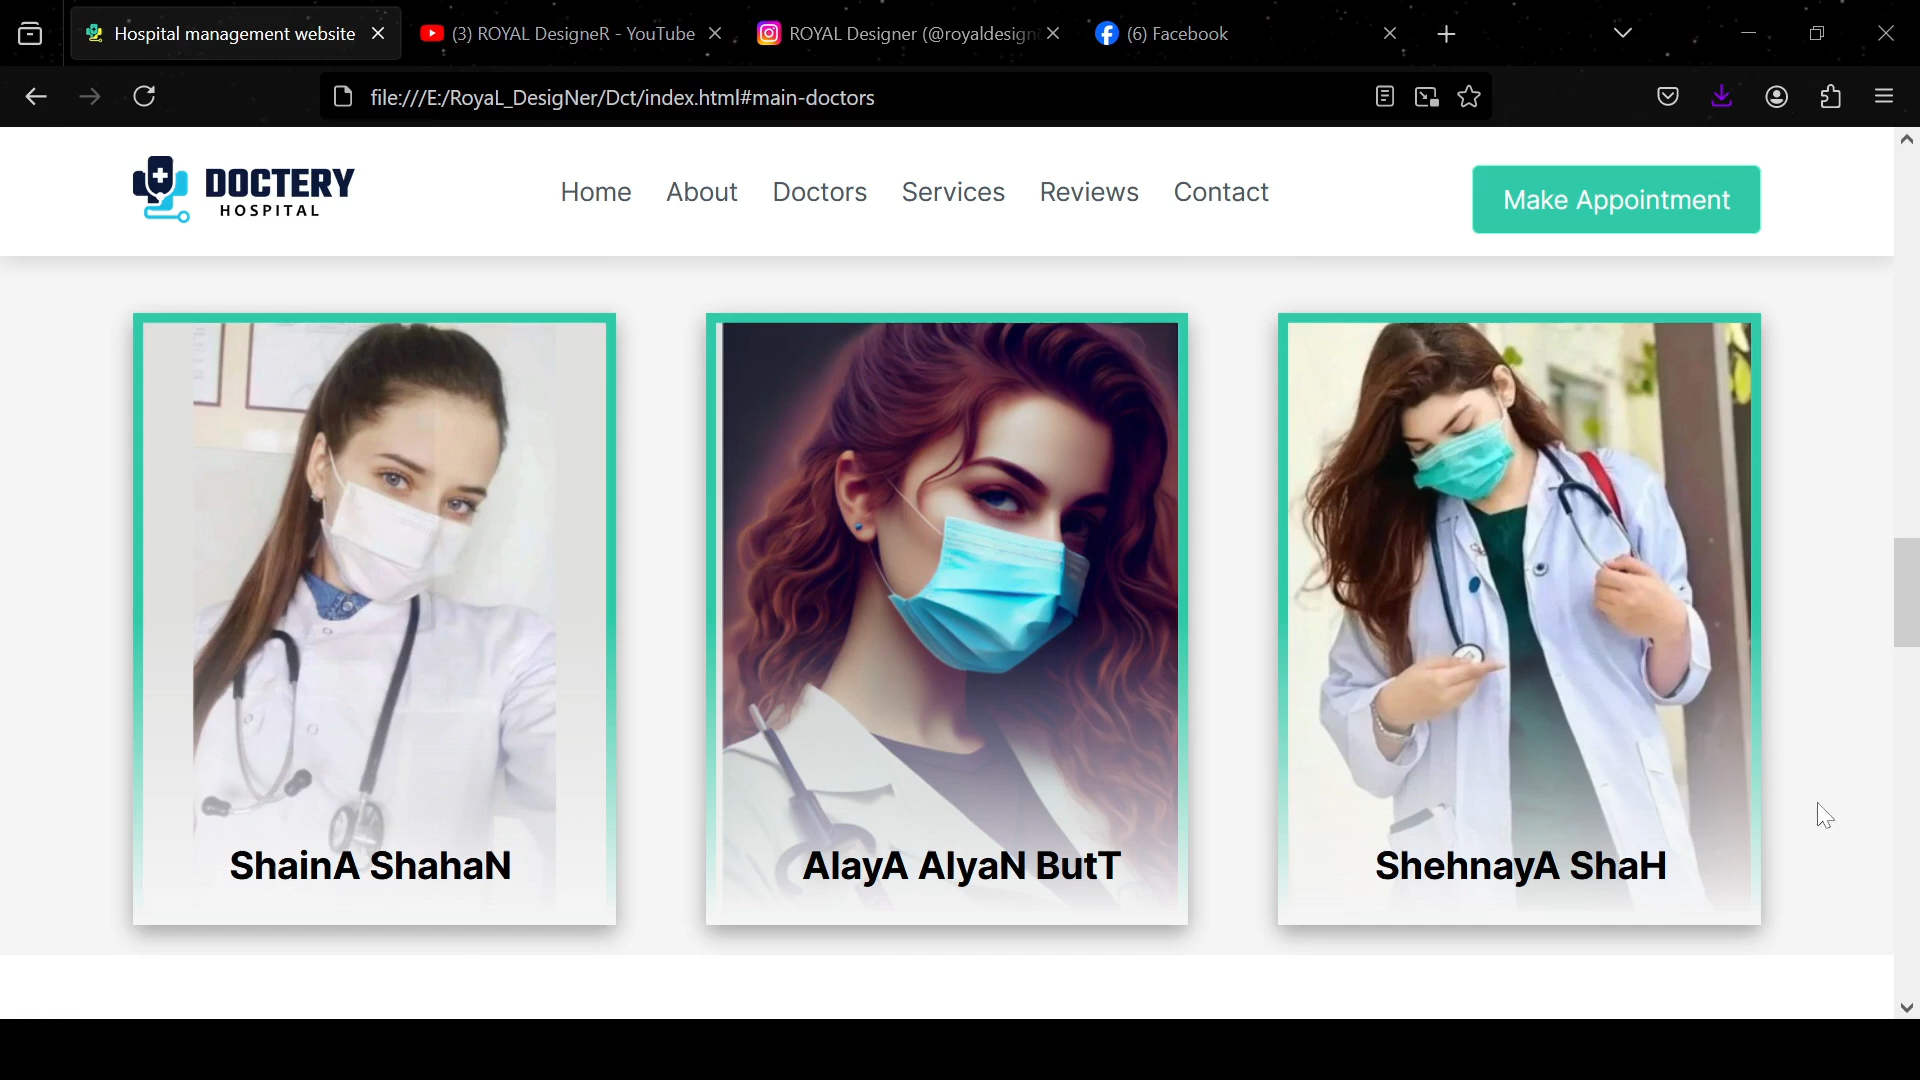 Hospital management website
(3) ROYAL DesigneR - YouTube
ROYAL Designer (@royaldesign
(6) Facebook
file:///E:/RoyaL_DesigNer/Dct/index.html#main-doctors
DOCTERY
HOSPITAL
Home
About
Doctors
Services
Reviews
Contact
Make Appointment
ShainA ShahaN
AlayA AlyaN ButT
ShehnayA ShaH